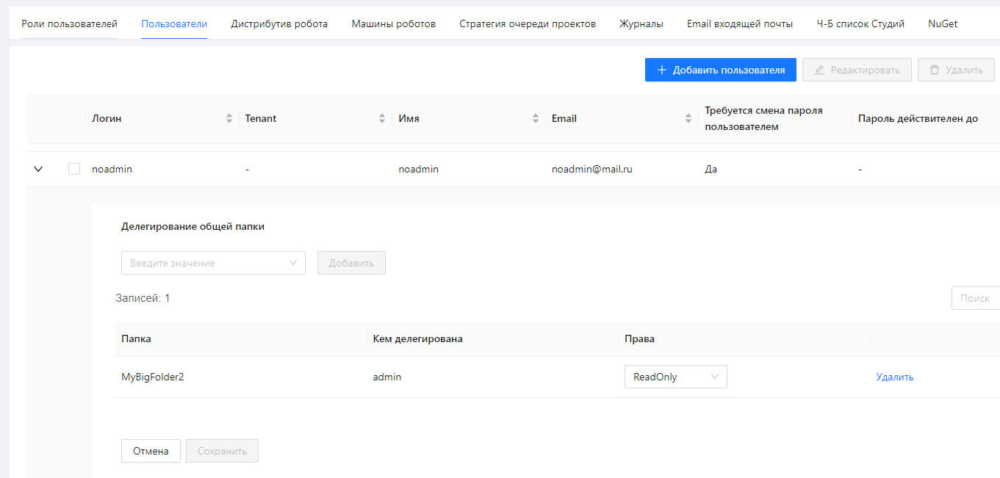 Роли пользователей Пользователи Дистрибутив робота Машины роботов Стратегия очереди проектов Журналы Email входящей почты Ч-Б список Студий NuGet
Добавить пользователя Редактировать Удалить
Логин Tenant Имя Email Требуется смена пароля пользователем Пароль действителен до
noadmin - noadmin noadmin@mail.ru Да -
Делегирование общей папки
Введите значение Добавить
Записей: 1
Поиск
Папка Кем делегирована Права
MyBigFolder2 admin ReadOnly Удалить
Отмена Сохранить